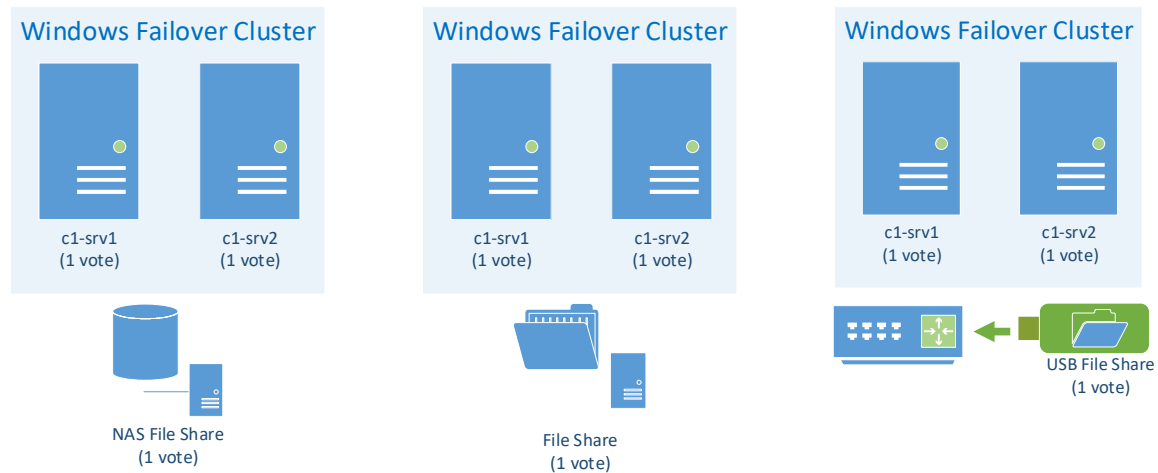 Windows Failover Cluster
c1-srv1
(1 vote)
c1-srv2
(1 vote)
NAS File Share
(1 vote)
Windows Failover Cluster
c1-srv1
(1 vote)
c1-srv2
(1 vote)
File Share
(1 vote)
Windows Failover Cluster
c1-srv1
(1 vote)
c1-srv2
(1 vote)
USB File Share
(1 vote)